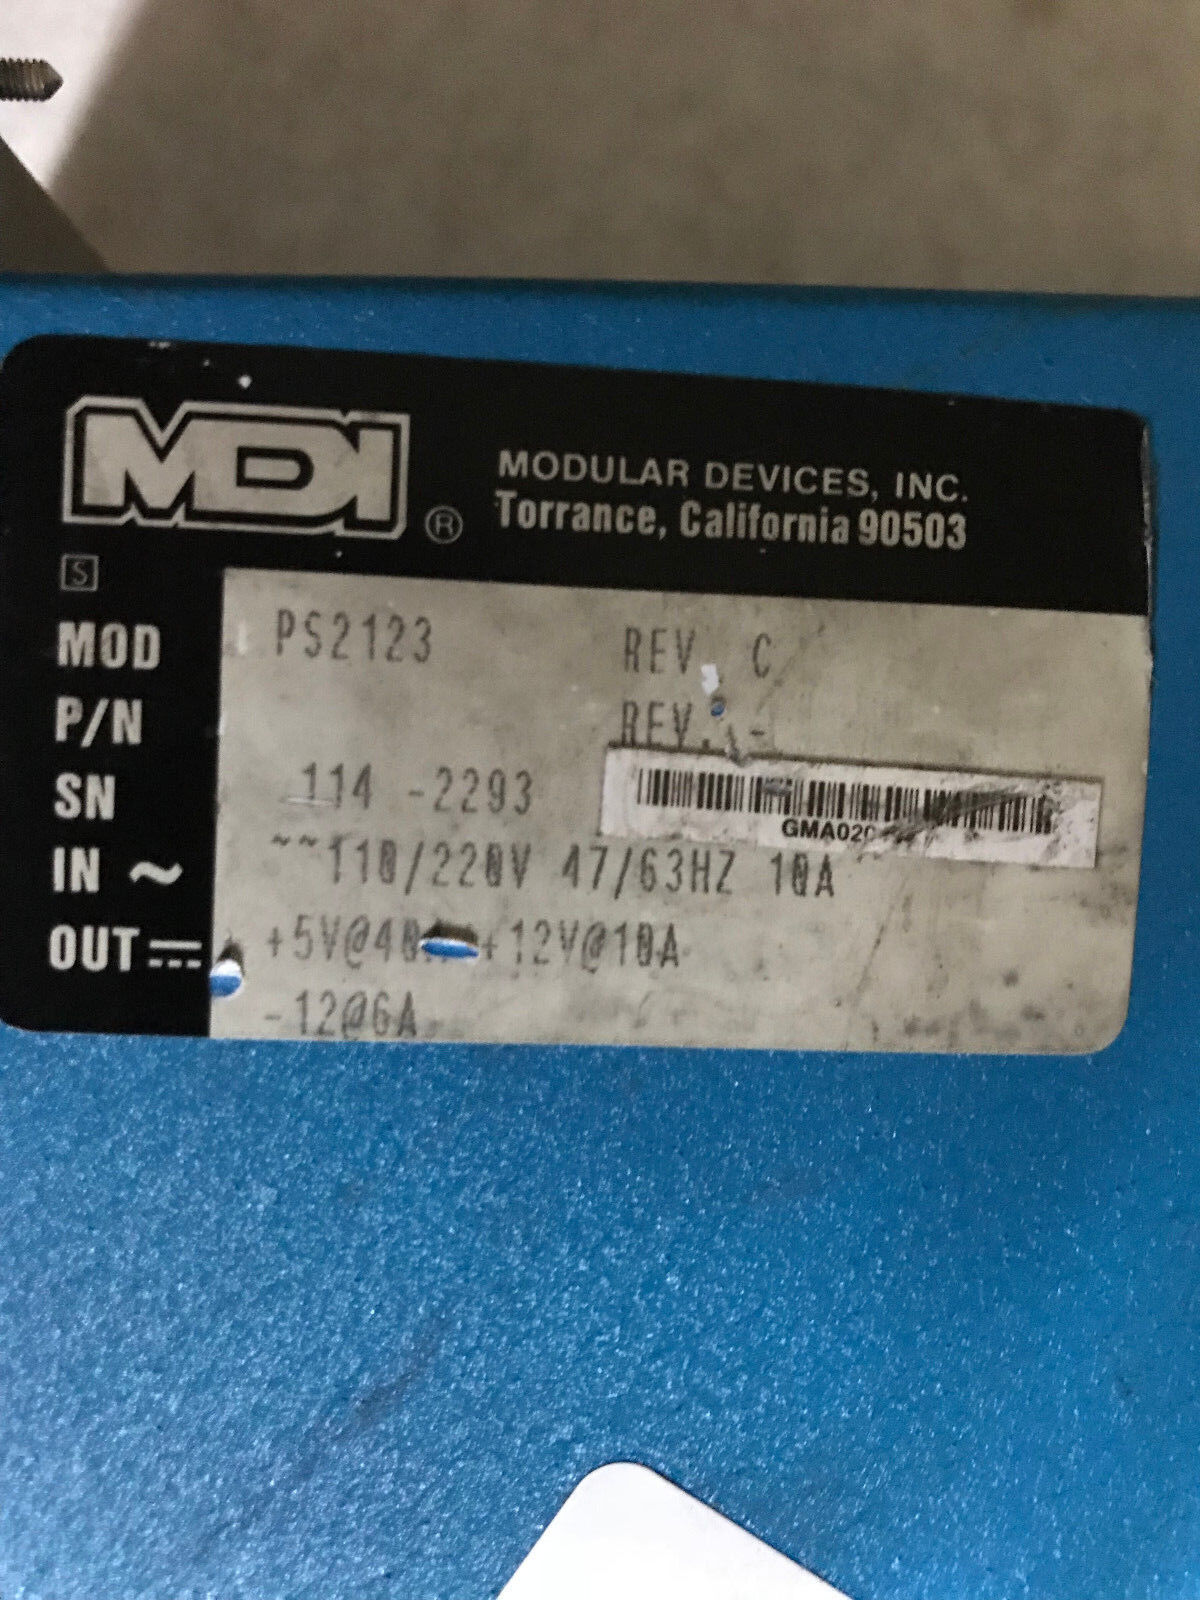 MDI ®
MODULAR DEVICES, INC.
Torrance, California 90503
S
MOD PS2123 REV. C
P/N REV. -
SN 114 -2293
GMA020
IN ~ ~~110/220V 47/63HZ 10A
OUT +5V@40 +12V@10A
-12@6A